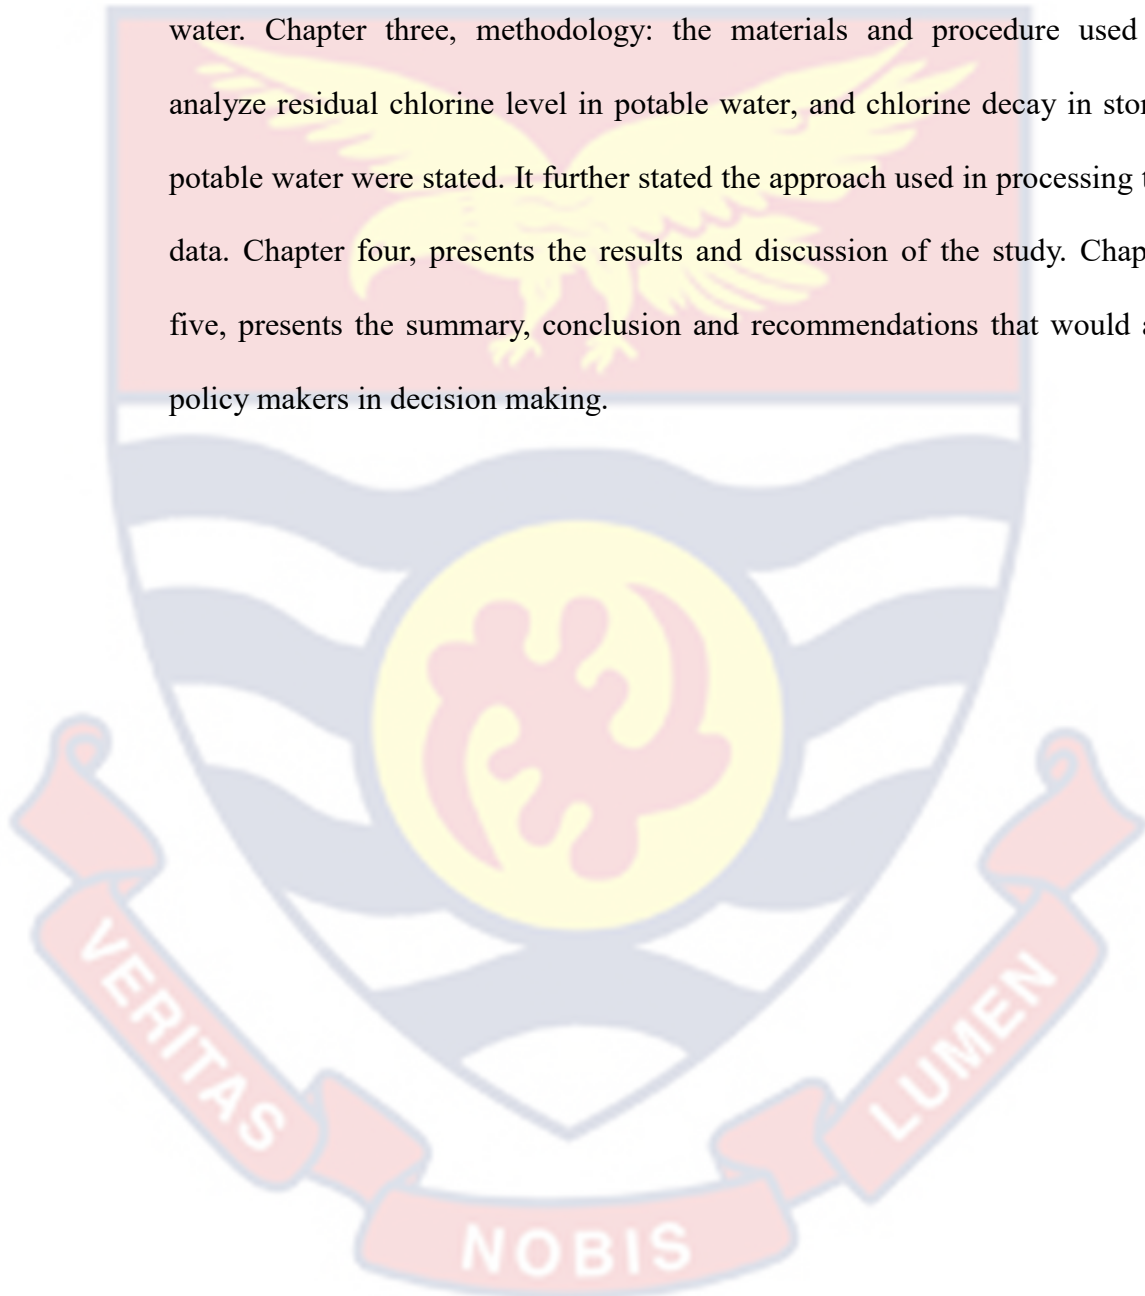 water. Chapter three, methodology: the materials and procedure used
analyze residual chlorine level in potable water, and chlorine decay in stor
potable water were stated. It further stated the approach used in processing t
data. Chapter four, presents the results and discussion of the study. Chap
five, presents the summary, conclusion and recommendations that would a
policy makers in decision making.
VERITAS
NOBIS
LUMEN